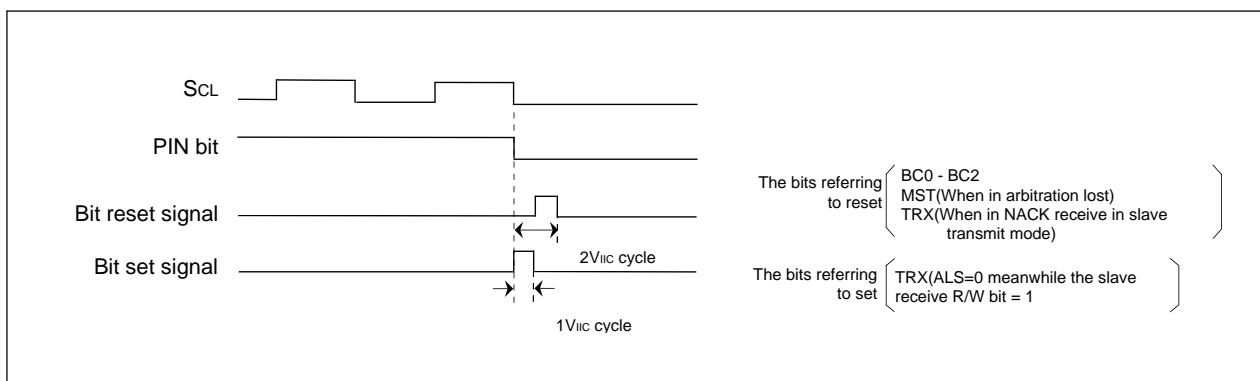 SCL
PIN bit
Bit reset signal
Bit set signal
2VIIC cycle
1VIIC cycle
The bits referring
to reset
BC0 - BC2
MST(When in arbitration lost)
TRX(When in NACK receive in slave
transmit mode)
The bits referring
to set
TRX(ALS=0 meanwhile the slave
receive R/W bit = 1